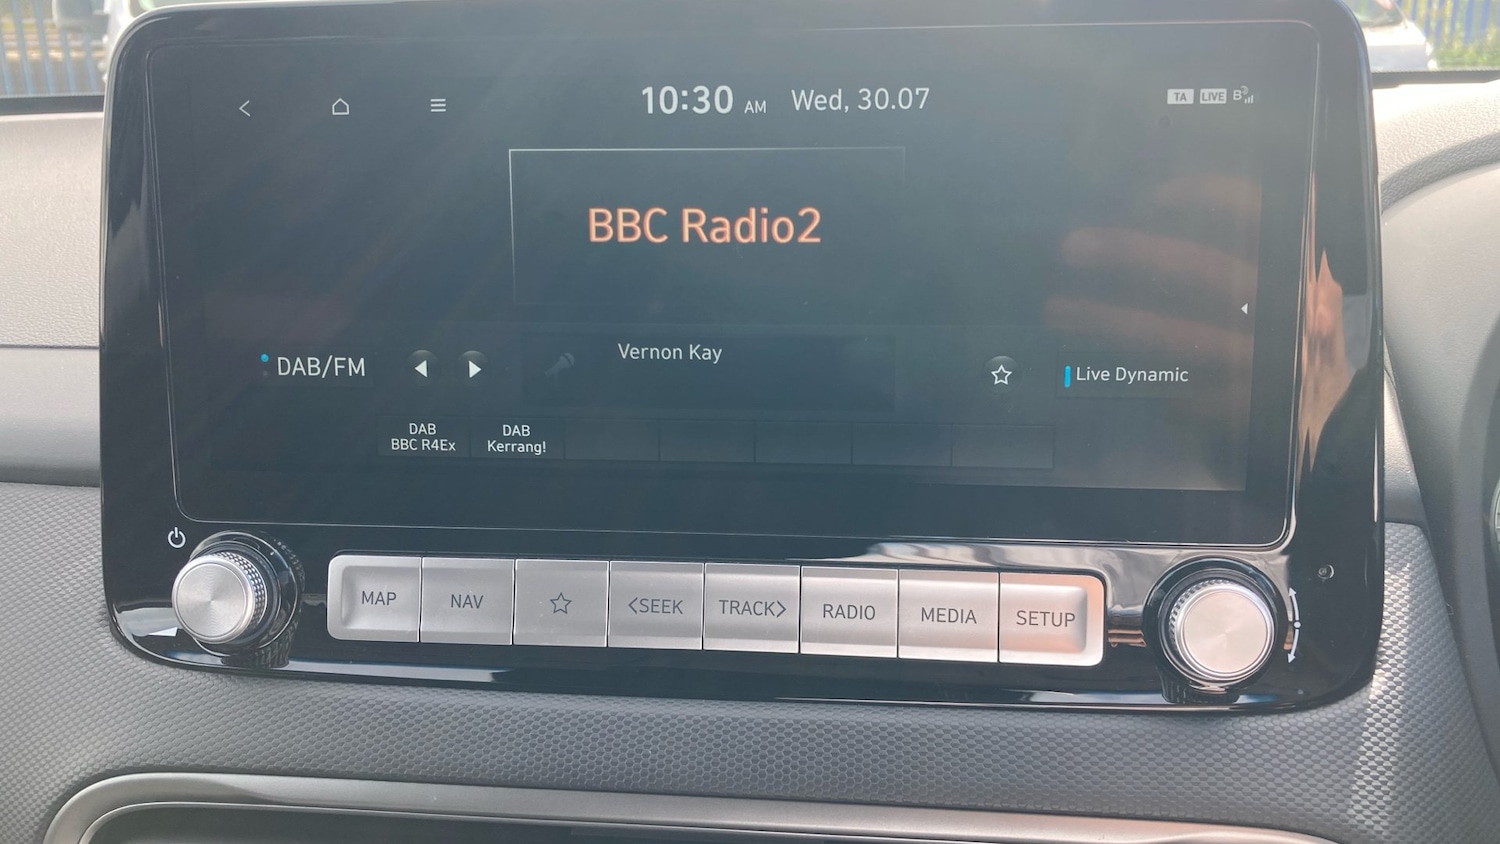 10:30 AM Wed, 30.07
TA LIVE B
BBC Radio2
Vernon Kay
DAB/FM
Live Dynamic
DAB
BBC R4Ex
DAB
Kerrang!
MAP NAV <SEEK TRACK> RADIO MEDIA SETUP